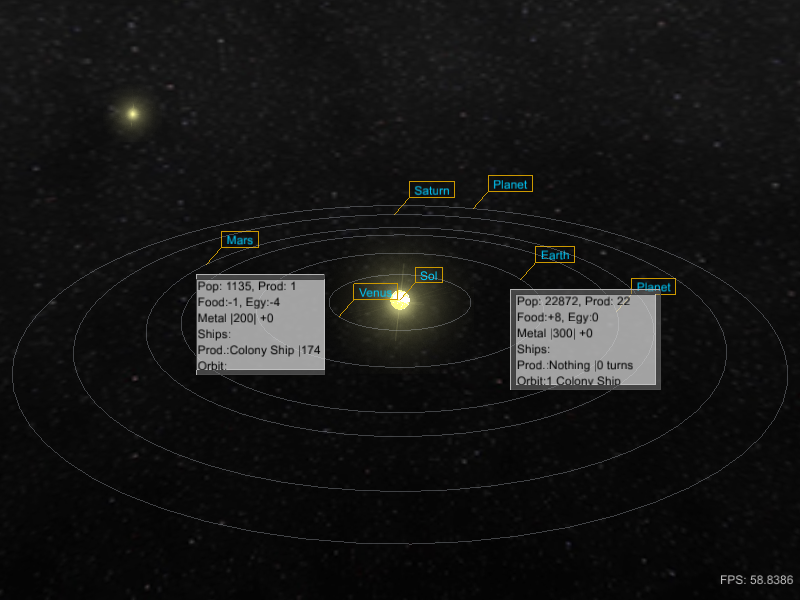 Planet
Saturn
Mars
Earth
Sol
Planet
Venus
Pop: 1135, Prod: 1
Food:-1, Egy:-4
Metal |200| +0
Ships:
Prod.:Colony Ship |174
Orbit:
Pop: 22872, Prod: 22
Food:+8, Egy:0
Metal |300| +0
Ships:
Prod.:Nothing |0 turns
Orbit:1 Colony Ship
FPS: 58.8386